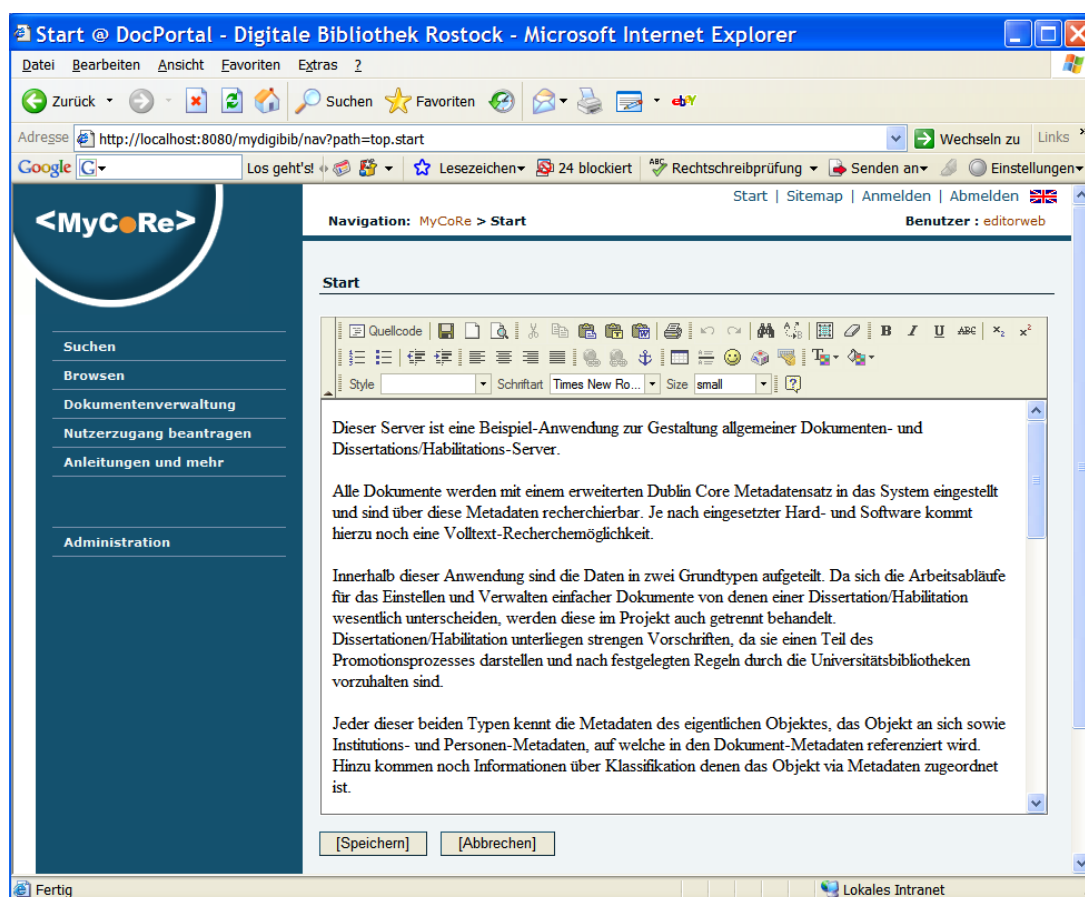 Start @ DocPortal - Digitale Bibliothek Rostock - Microsoft Internet Explorer
Datei Bearbeiten Ansicht Favoriten Extras ?
Zurück Suchen Favoriten ebY
Adresse http://localhost:8080/mydigibib/nav?path=top.start Wechseln zu Links »
Google G Los geht's! Lesezeichen 24 blockiert ABC Rechtschreibprüfung Senden an Einstellungen
Start | Sitemap | Anmelden | Abmelden
<MyCoRe>
Navigation: MyCoRe > Start Benutzer : editorweb
Start
Suchen
Browsen
Dokumentenverwaltung
Nutzerzugang beantragen
Anleitungen und mehr
Administration
Quellcode B I U ABC ×₂ ×²
Style Schriftart Times New Ro... Size small ?
Dieser Server ist eine Beispiel-Anwendung zur Gestaltung allgemeiner Dokumenten- und
Dissertations/Habilitations-Server.
Alle Dokumente werden mit einem erweiterten Dublin Core Metadatensatz in das System eingestellt
und sind über diese Metadaten recherchierbar. Je nach eingesetzter Hard- und Software kommt
hierzu noch eine Volltext-Recherchemöglichkeit.
Innerhalb dieser Anwendung sind die Daten in zwei Grundtypen aufgeteilt. Da sich die Arbeitsabläufe
für das Einstellen und Verwalten einfacher Dokumente von denen einer Dissertation/Habilitation
wesentlich unterscheiden, werden diese im Projekt auch getrennt behandelt.
Dissertationen/Habilitation unterliegen strengen Vorschriften, da sie einen Teil des
Promotionsprozesses darstellen und nach festgelegten Regeln durch die Universitätsbibliotheken
vorzuhalten sind.
Jeder dieser beiden Typen kennt die Metadaten des eigentlichen Objektes, das Objekt an sich sowie
Institutions- und Personen-Metadaten, auf welche in den Dokument-Metadaten referenziert wird.
Hinzu kommen noch Informationen über Klassifikation denen das Objekt via Metadaten zugeordnet
ist.
[Speichern] [Abbrechen]
Fertig Lokales Intranet